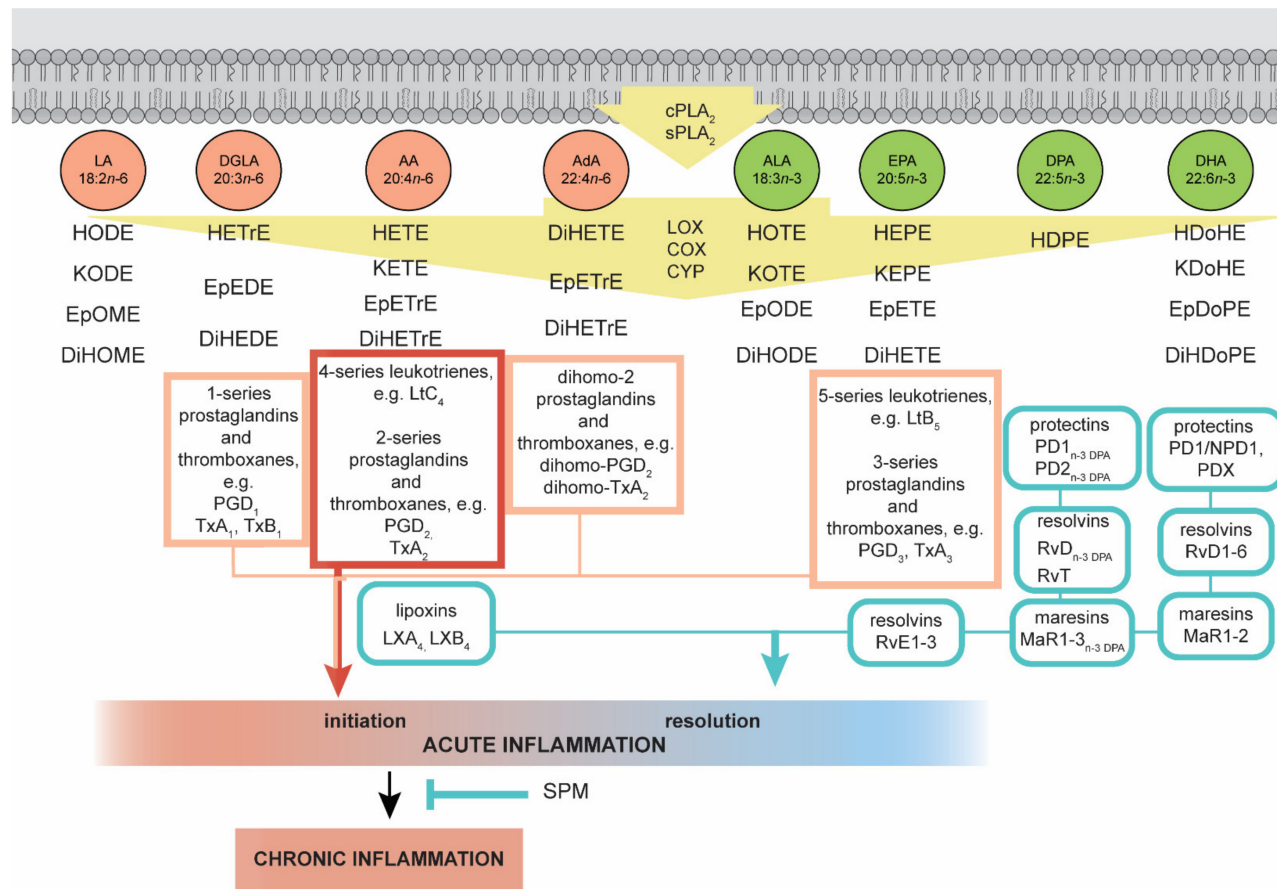 cPLA₂
sPLA₂
LA
18:2n-6
DGLA
20:3n-6
AA
20:4n-6
AdA
22:4n-6
ALA
18:3n-3
EPA
20:5n-3
DPA
22:5n-3
DHA
22:6n-3
LOX
COX
CYP
HODE
KODE
EpOME
DiHOME
HETrE
EpEDE
DiHEDE
HETE
KETE
EpETrE
DiHETrE
DiHETE
EpETrE
DiHETrE
HOTE
KOTE
EpODE
DiHODE
HEPE
KEPE
EpETE
DiHETE
HDPE
HDoHE
KDoHE
EpDoPE
DiHDoPE
1-series
prostaglandins
and
thromboxanes,
e.g.
PGD₁
TxA₁, TxB₁
4-series leukotrienes,
e.g. LtC₄
2-series
prostaglandins
and
thromboxanes, e.g.
PGD₂,
TxA₂
dihomo-2
prostaglandins
and
thromboxanes, e.g.
dihomo-PGD₂
dihomo-TxA₂
5-series leukotrienes,
e.g. LtB₅
3-series
prostaglandins
and
thromboxanes, e.g.
PGD₃, TxA₃
protectins
PD1n-3 DPA
PD2n-3 DPA
resolvins
RvDn-3 DPA
RvT
maresins
MaR1-3n-3 DPA
protectins
PD1/NPD1,
PDX
resolvins
RvD1-6
maresins
MaR1-2
lipoxins
LXA₄, LXB₄
resolvins
RvE1-3
initiation
resolution
ACUTE INFLAMMATION
SPM
CHRONIC INFLAMMATION